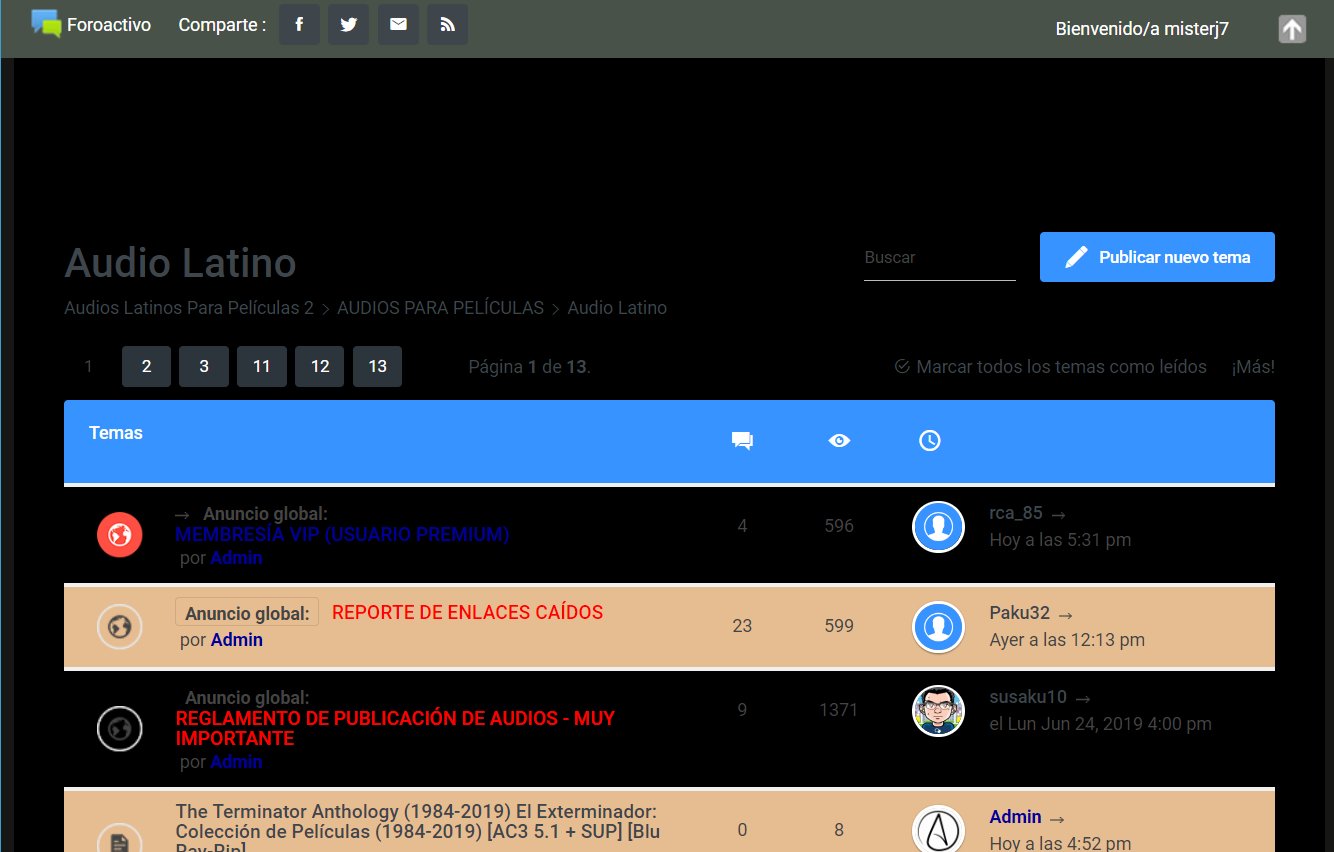 Foroactivo Comparte : Bienvenido/a misterj7
Audio Latino
Buscar
Publicar nuevo tema
Audios Latinos Para Películas 2 > AUDIOS PARA PELÍCULAS > Audio Latino
1 2 3 11 12 13 Página 1 de 13. Marcar todos los temas como leídos ¡Más!
Temas
→ Anuncio global:
MEMBRESÍA VIP (USUARIO PREMIUM)
por Admin
4 596
rca_85 →
Hoy a las 5:31 pm
Anuncio global: REPORTE DE ENLACES CAÍDOS
por Admin
23 599
Paku32 →
Ayer a las 12:13 pm
Anuncio global:
REGLAMENTO DE PUBLICACIÓN DE AUDIOS - MUY
IMPORTANTE
por Admin
9 1371
susaku10 →
el Lun Jun 24, 2019 4:00 pm
The Terminator Anthology (1984-2019) El Exterminador:
Colección de Películas (1984-2019) [AC3 5.1 + SUP] [Blu
Ray-Rip]
0 8
Admin →
Hoy a las 4:52 pm